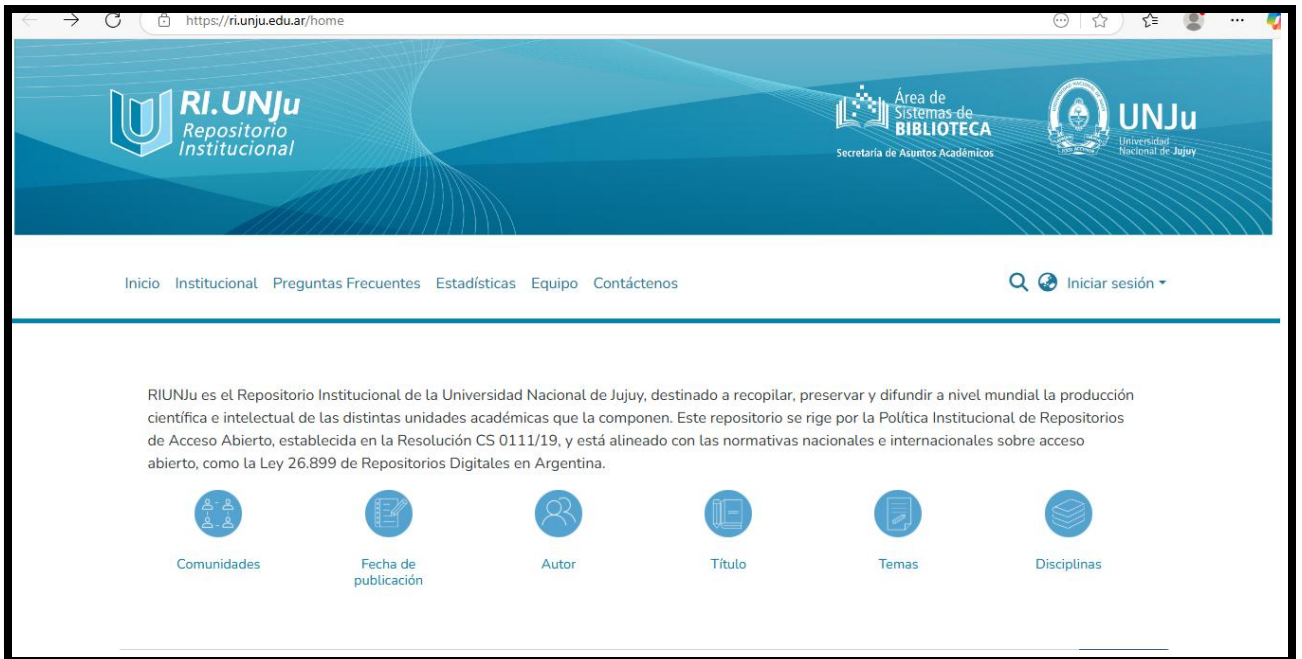 https://ri.unju.edu.ar/home
RI.UNJu
Repositorio
Institucional
Área de
Sistemas de
BIBLIOTECA
Secretaría de Asuntos Académicos
UNJu
Universidad
Nacional de Jujuy
Inicio Institucional Preguntas Frecuentes Estadísticas Equipo Contáctenos
Iniciar sesión
RIUNJu es el Repositorio Institucional de la Universidad Nacional de Jujuy, destinado a recopilar, preservar y difundir a nivel mundial la producción
científica e intelectual de las distintas unidades académicas que la componen. Este repositorio se rige por la Política Institucional de Repositorios
de Acceso Abierto, establecida en la Resolución CS 0111/19, y está alineado con las normativas nacionales e internacionales sobre acceso
abierto, como la Ley 26.899 de Repositorios Digitales en Argentina.
Comunidades
Fecha de
publicación
Autor
Título
Temas
Disciplinas